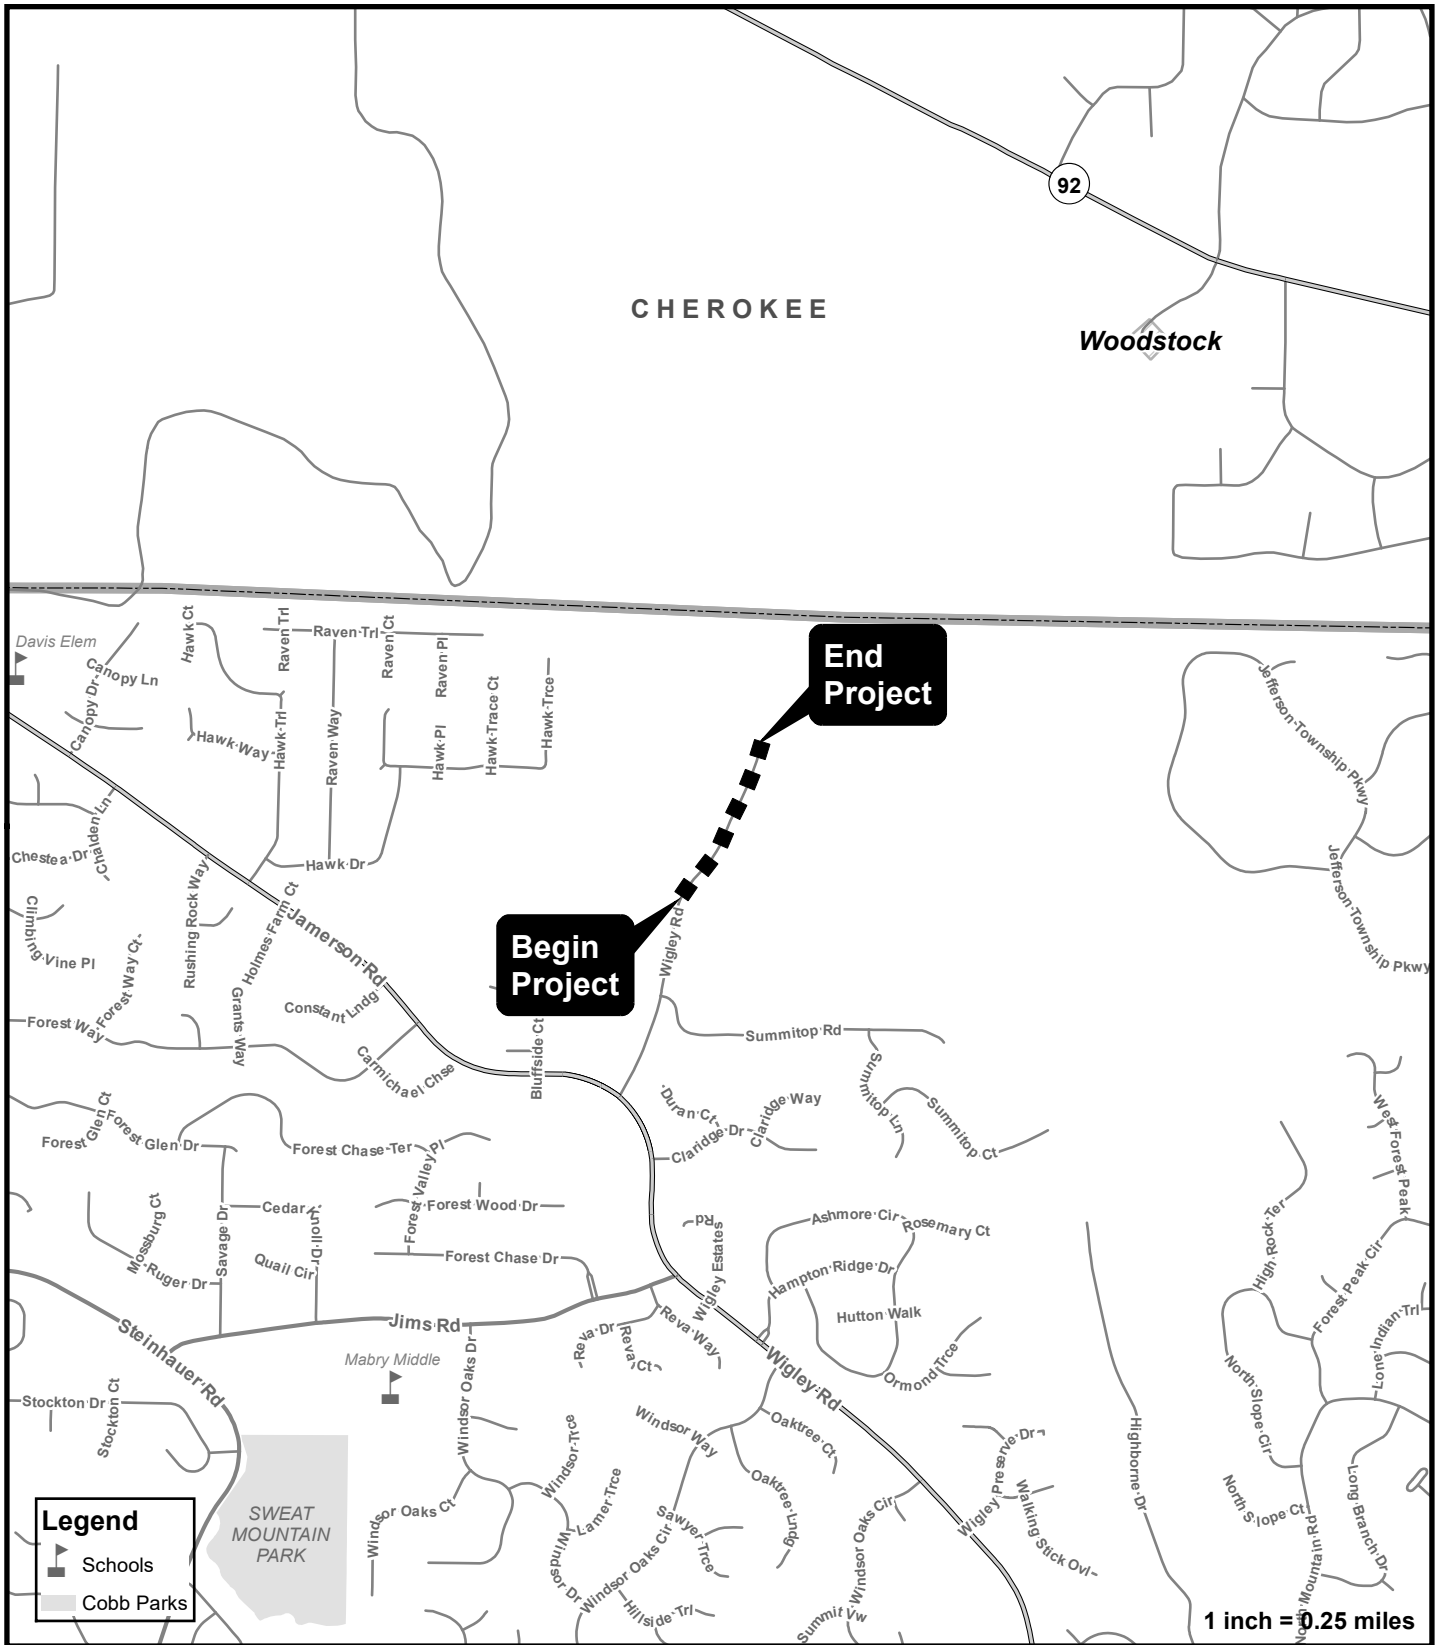 92
CHEROKEE
Woodstock
Davis Elem
Hawk Ct
Raven Trl
Raven Trl
Raven Ct
Raven Pl
End
Project
Canopy Ln
Canopy Dr
Hawk Way
Hawk Trl
Raven Way
Hawk Pl
Hawk Trace Ct
Hawk Trce
Jefferson Township Pkwy
Chalden Ln
Chestea Dr
Hawk Dr
Jefferson Township Pkwy
Climbing Vine Pl
Forest Way Ct
Rushing Rock Way
Holmes Farm Ct
Jamerson Rd
Begin
Project
Wigley Rd
Forest Way
Grants Way
Constant Lndg
Carmichael Chse
Bluffside Ct
Summitop Rd
Summitop Ln
Summitop Ct
Duran Ct
Claridge Dr
Claridge Way
West Forest Peak
Forest Glen Ct
Forest Glen Dr
Forest Chase Ter
Forest Valley Pl
Forest Wood Dr
Forest Chase Dr
Mossburg Ct
Ruger Dr
Savage Dr
Cedar Knoll Dr
Quail Cir
Wigley Estates Rd
Ashmore Cir
Rosemary Ct
Hampton Ridge Dr
Hutton Walk
Ormond Trce
High Rock Ter
Forest Peak Cir
Lone Indian Trl
Steinhauer Rd
Jims Rd
Reva Dr
Reva Ct
Reva Way
Wigley Rd
Mabry Middle
Windsor Oaks Dr
North Slope Cir
Stockton Dr
Stockton Ct
Windsor Way
Oaktree Ct
Oaktree Lndg
Wigley Preserve Dr
Walking Stick Ovl
Highborne Dr
North Slope Ct
Long Branch Dr
North Mountain Rd
SWEAT
MOUNTAIN
PARK
Windsor Oaks Ct
Windsor Trce
Lamer Trce
Windsor Dr
Windsor Oaks Cir
Sawyer Trce
Hillside Trl
Windsor Oaks Cir
Summit Vw
Legend
Schools
Cobb Parks
1 inch = 0.25 miles